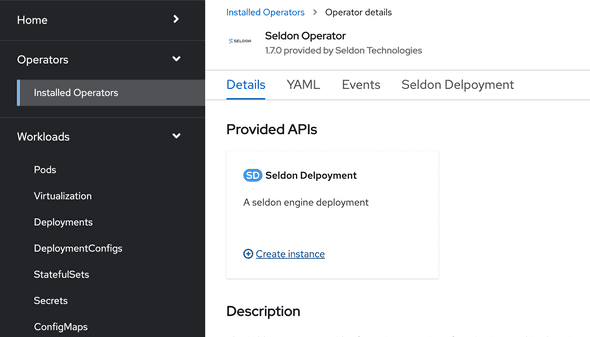 Home
Operators
Installed Operators
Workloads
Pods
Virtualization
Deployments
DeploymentConfigs
StatefulSets
Secrets
ConfigMaps
Installed Operators > Operator details
SELDON
Seldon Operator
1.7.0 provided by Seldon Technologies
Details YAML Events Seldon Delpoyment
Provided APIs
SD Seldon Delpoyment
A seldon engine deployment
Create instance
Description